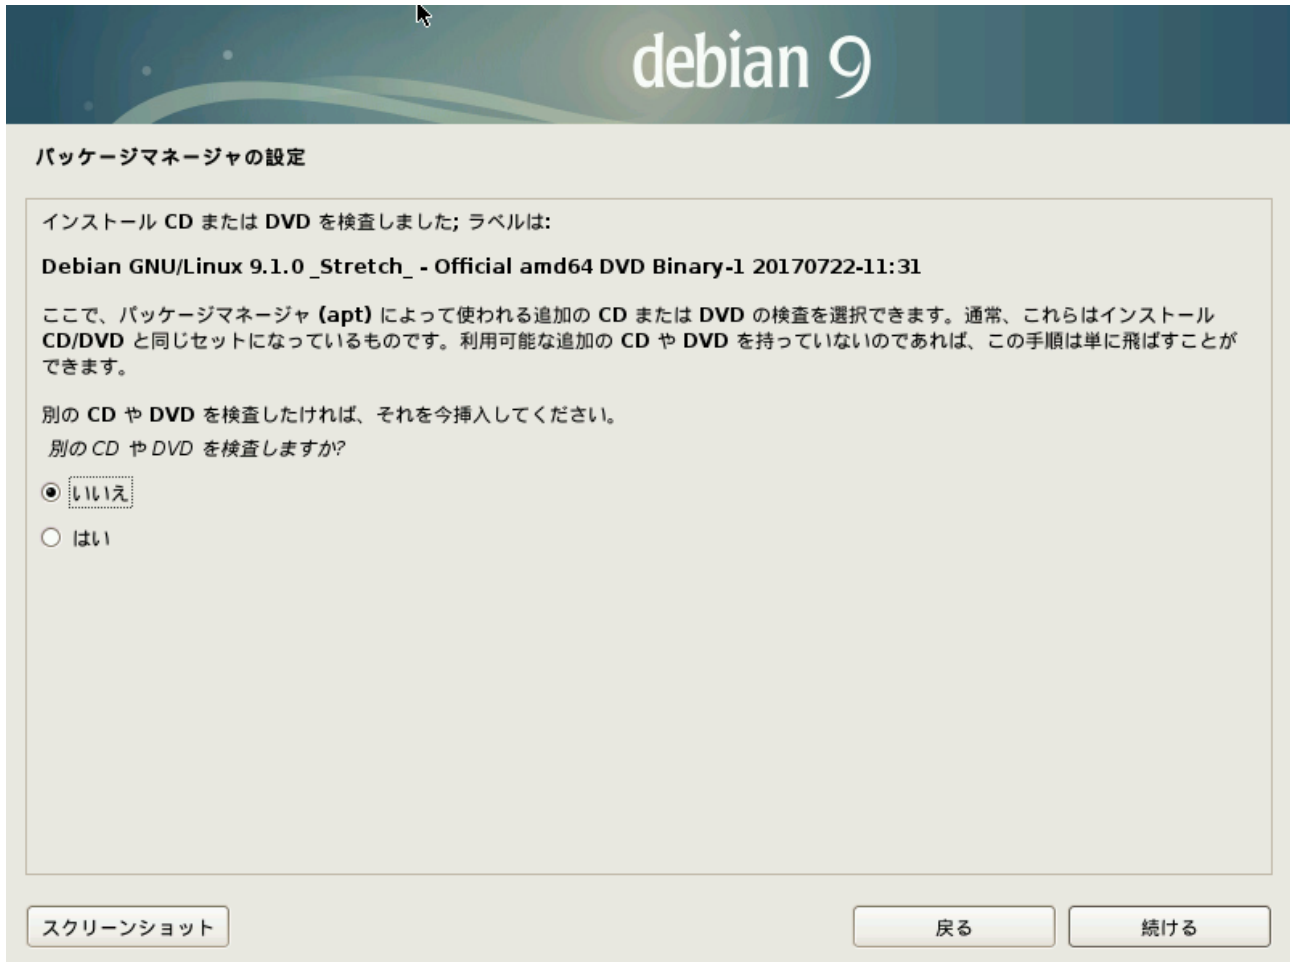 debian 9
パッケージマネージャの設定
インストール CD または DVD を検査しました; ラベルは:
Debian GNU/Linux 9.1.0 _Stretch_ - Official amd64 DVD Binary-1 20170722-11:31
ここで、パッケージマネージャ (apt) によって使われる追加の CD または DVD の検査を選択できます。通常、これらはインストール
CD/DVD と同じセットになっているものです。利用可能な追加の CD や DVD を持っていないのであれば、この手順は単に飛ばすことが
できます。
別の CD や DVD を検査したければ、それを今挿入してください。
別の CD や DVD を検査しますか?
いいえ
はい
スクリーンショット
戻る
続ける